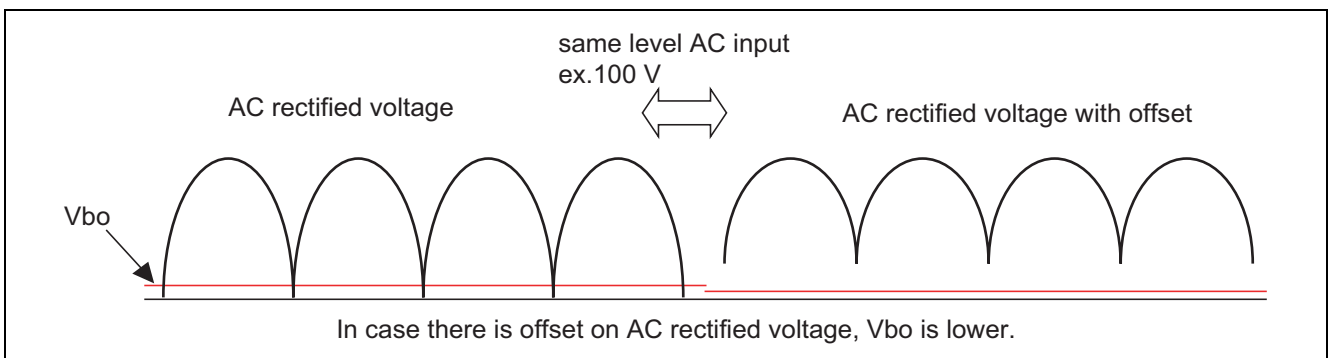 same level AC input
ex.100 V
AC rectified voltage
AC rectified voltage with offset
Vbo
In case there is offset on AC rectified voltage, Vbo is lower.